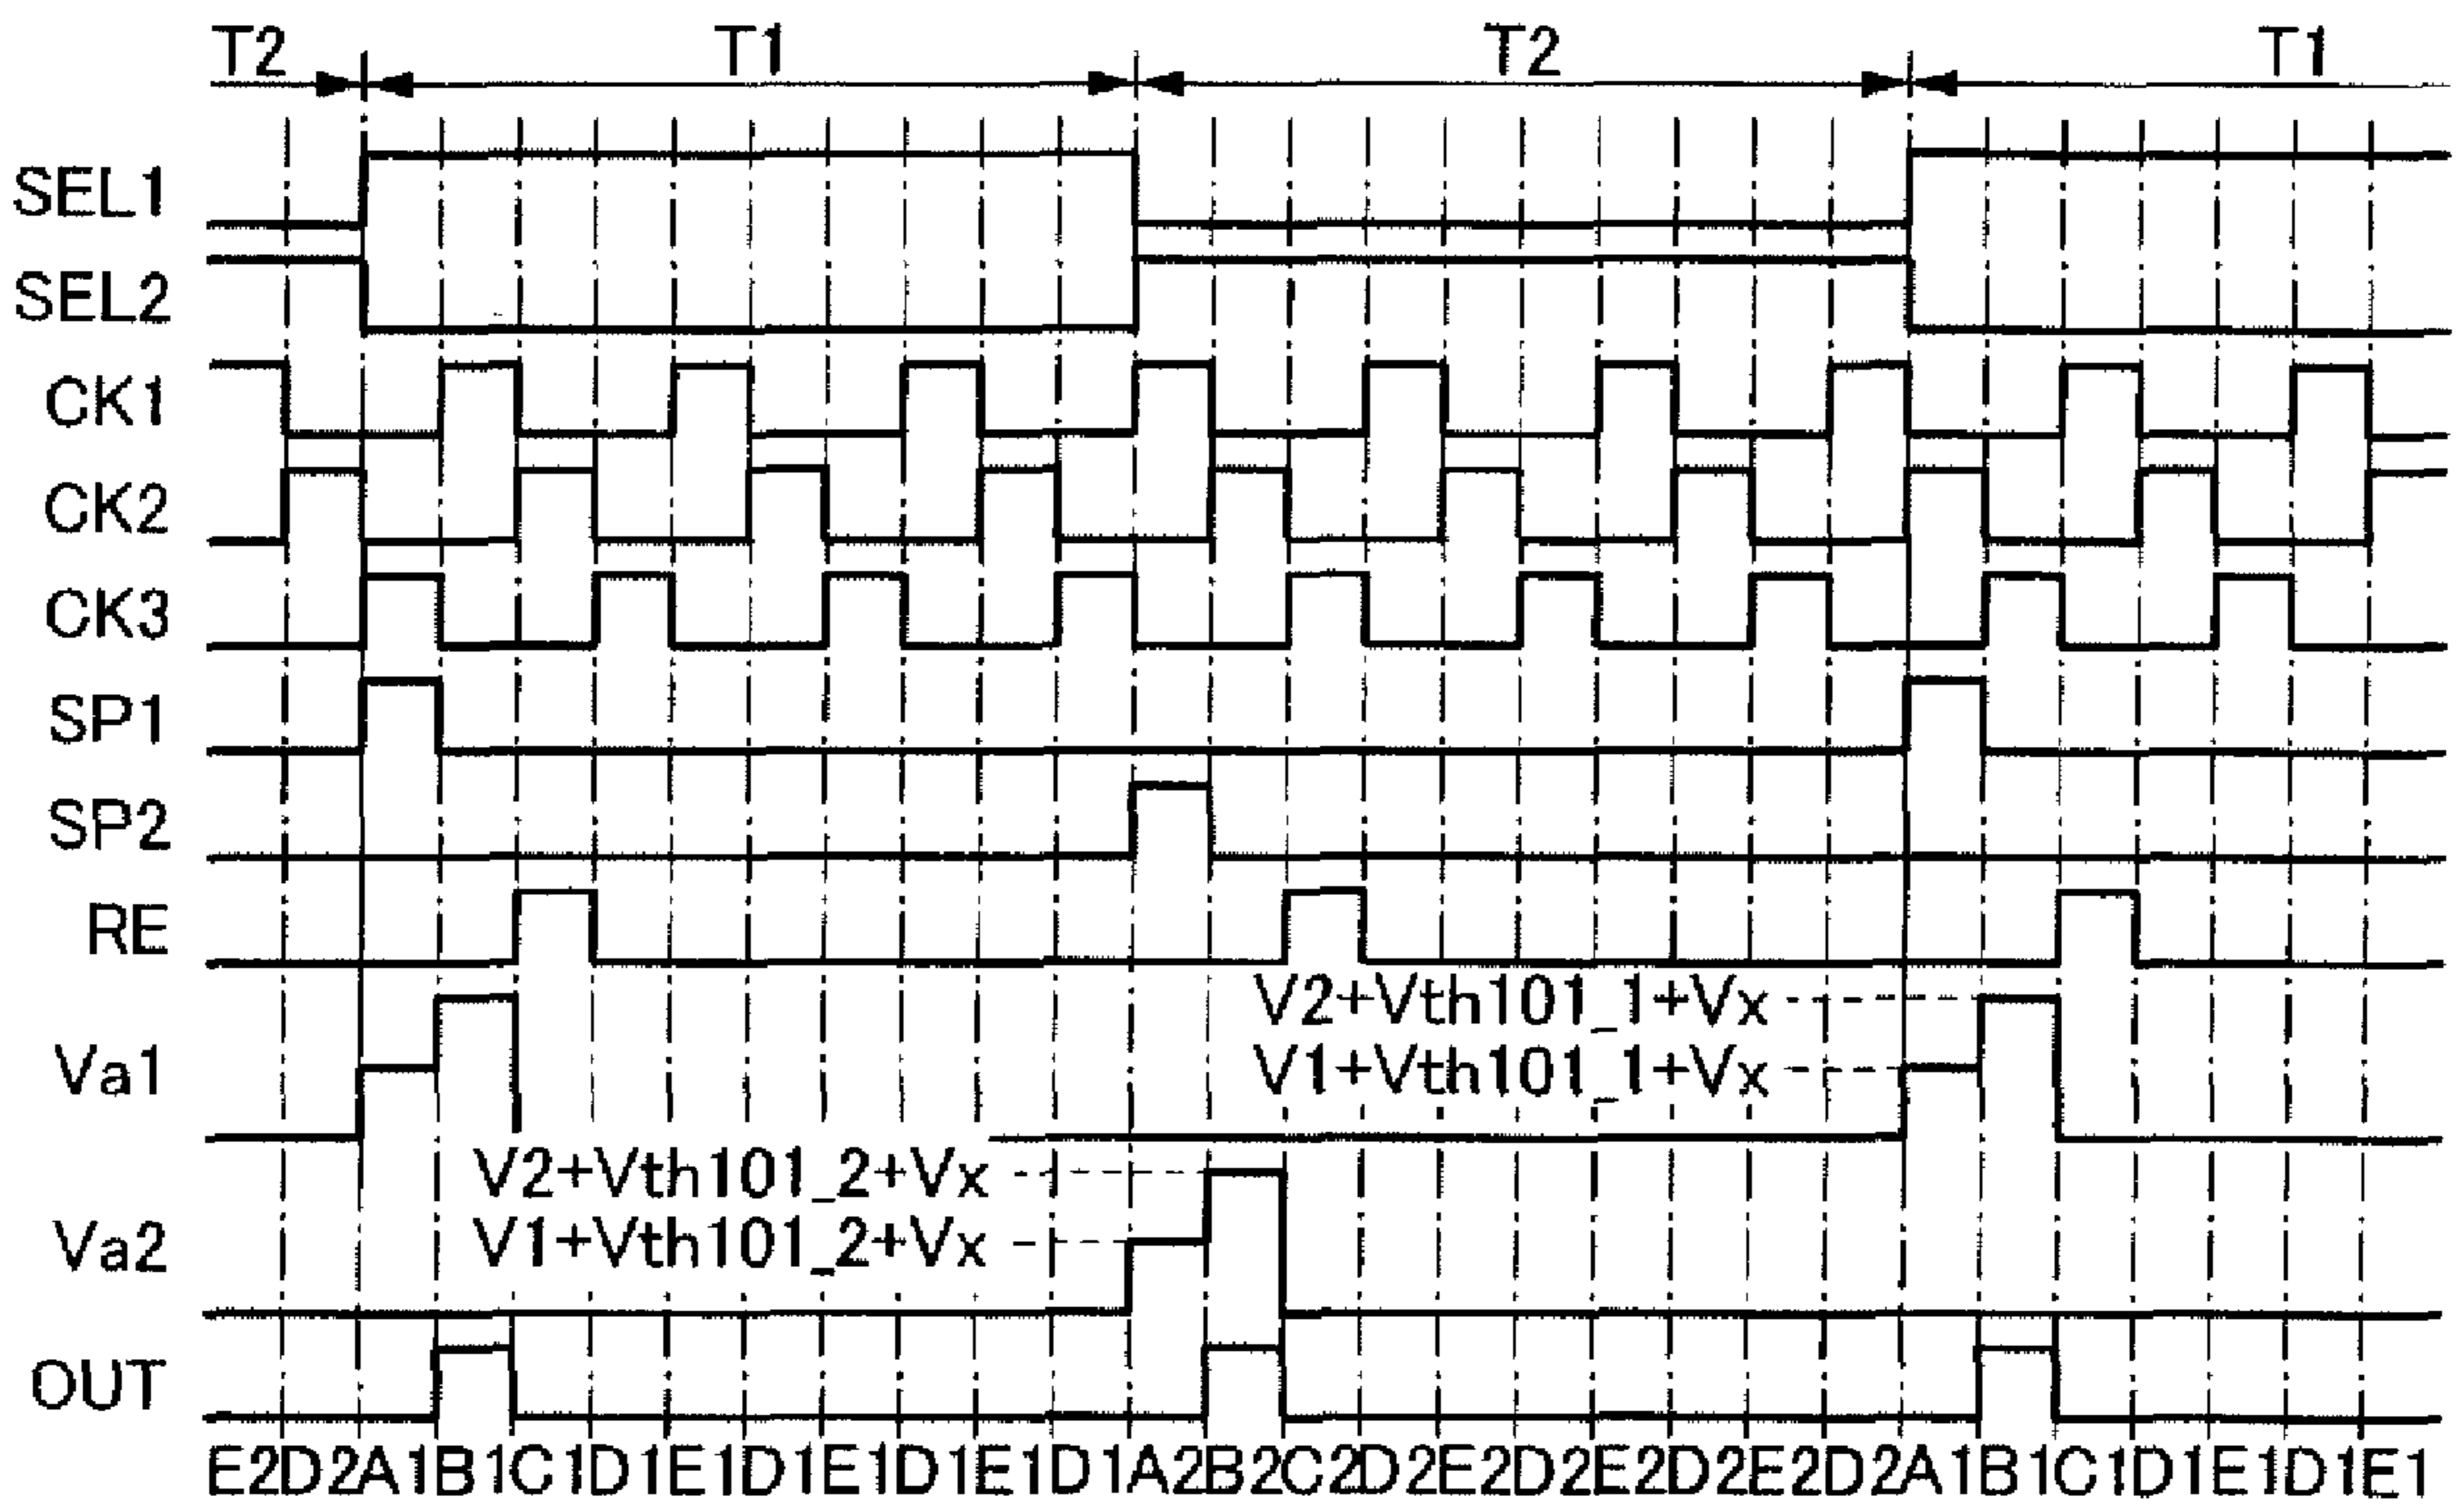 T2 T1 T2 T1
SEL1
SEL2
CK1
CK2
CK3
SP1
SP2
RE
V2+Vth101_1+Vx
Va1
V1+Vth101_1+Vx
V2+Vth101_2+Vx
Va2
V1+Vth101_2+Vx
OUT
E2D2A1B1C1D1E1D1E1D1E1D1A2B2C2D2E2D2E2D2E2D2A1B1C1D1E1D1E1